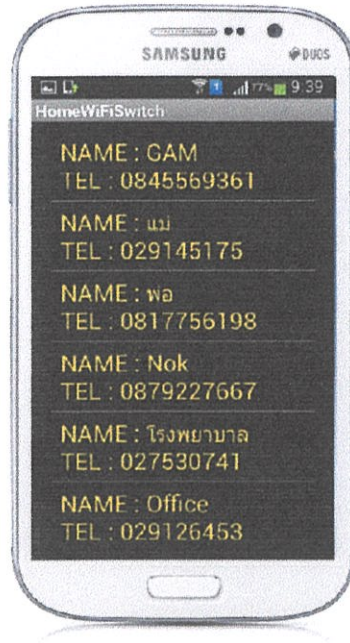 SAMSUNG DUOS
77% 9:39
HomeWiFiSwitch
NAME : GAM
TEL : 0845569361
NAME : แม่
TEL : 029145175
NAME : พ่อ
TEL : 0817756198
NAME : Nok
TEL : 0879227667
NAME : โรงพยาบาล
TEL : 027530741
NAME : Office
TEL : 029126453